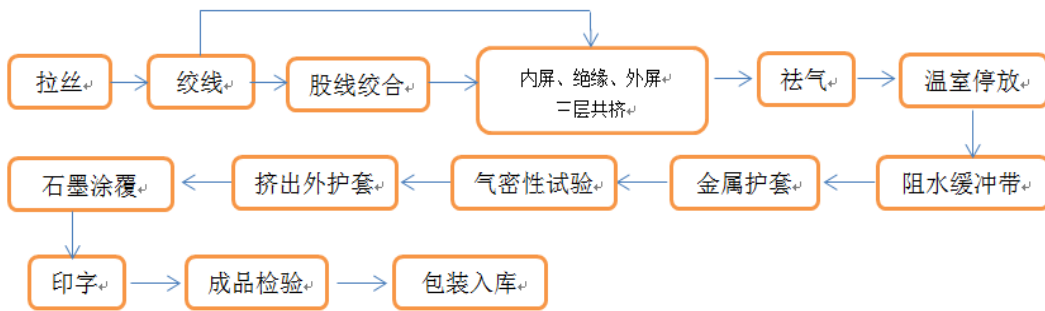 拉丝
绞线
股线绞合
内屏、绝缘、外屏
三层共挤
祛气
温室停放
石墨涂覆
挤出外护套
气密性试验
金属护套
阻水缓冲带
印字
成品检验
包装入库